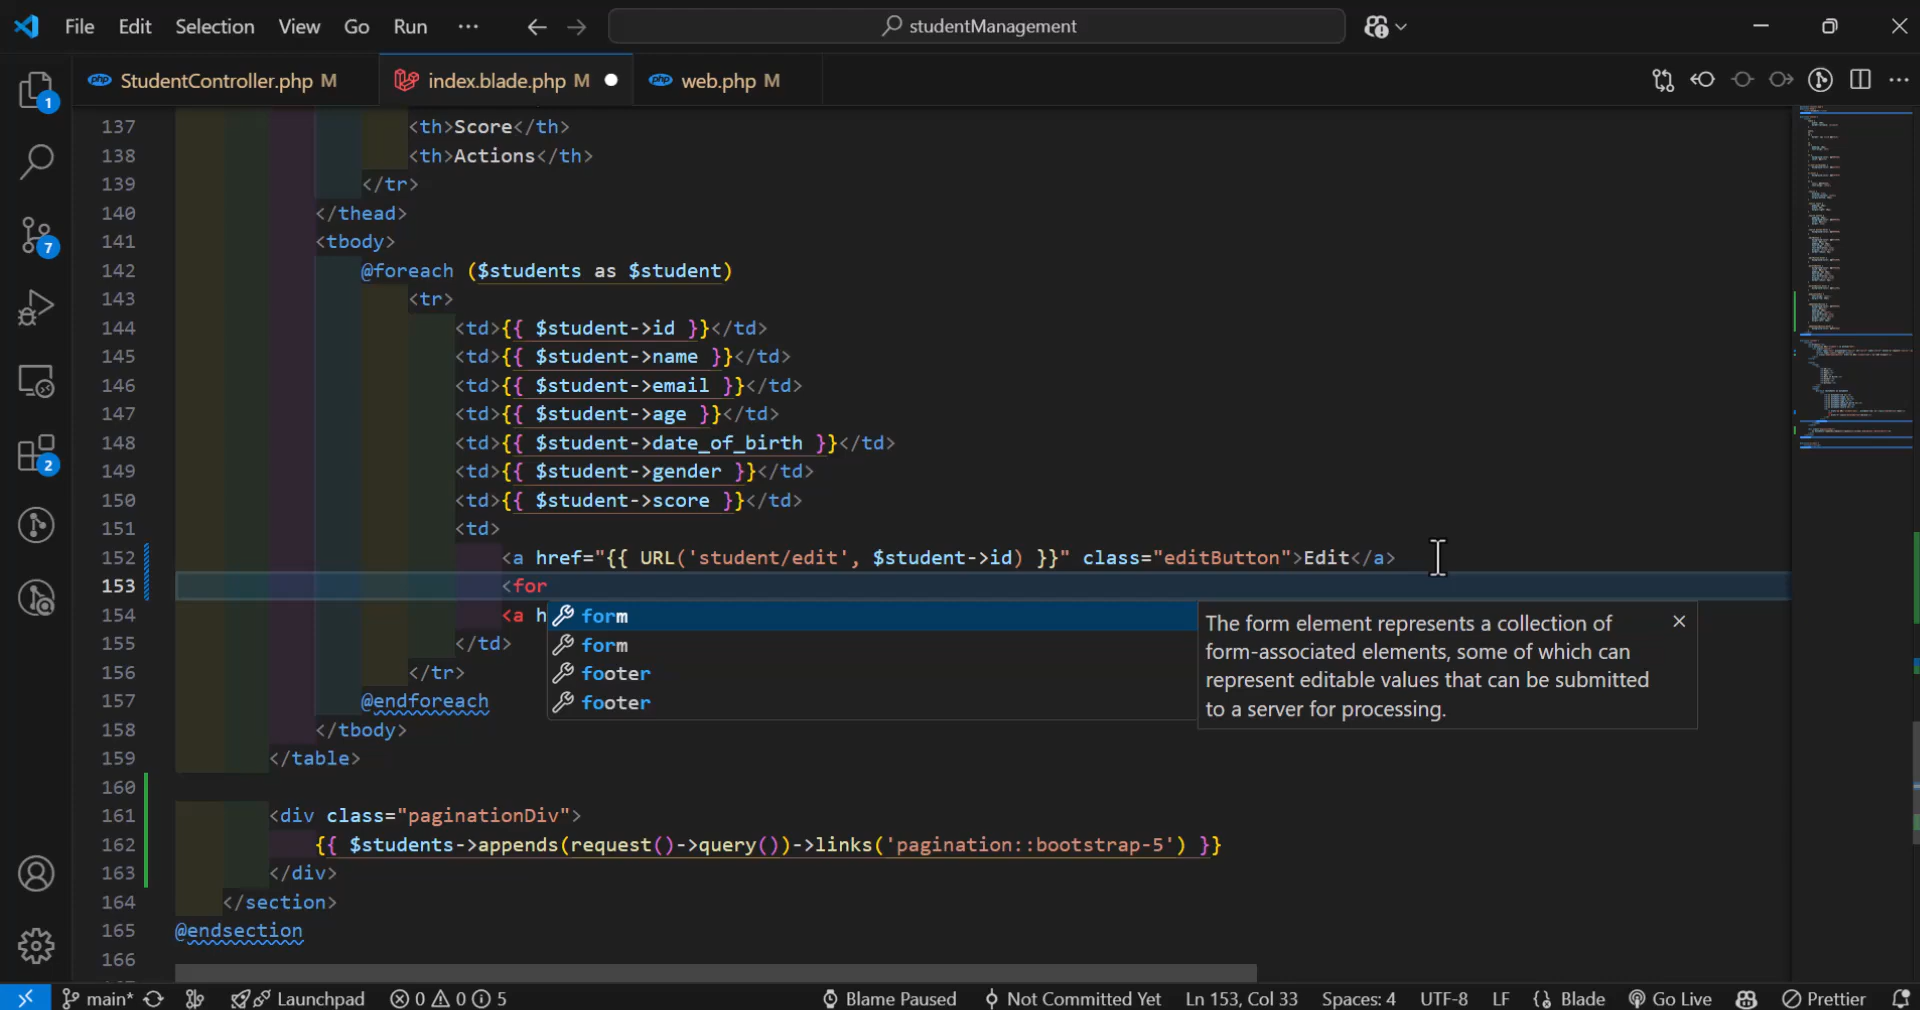 File Edit Selection View Go Run ··· studentManagement
StudentController.php M index.blade.php M web.php M
137 <th>Score</th>
138 <th>Actions</th>
139 </tr>
140 </thead>
141 <tbody>
142 @foreach ($students as $student)
143 <tr>
144 <td>{{ $student->id }}</td>
145 <td>{{ $student->name }}</td>
146 <td>{{ $student->email }}</td>
147 <td>{{ $student->age }}</td>
148 <td>{{ $student->date_of_birth }}</td>
149 <td>{{ $student->gender }}</td>
150 <td>{{ $student->score }}</td>
151 <td>
152 <a href="{{ URL('student/edit', $student->id) }}" class="editButton">Edit</a>
153 <for
154 <a h
form
form
footer
footer
The form element represents a collection of
form-associated elements, some of which can
represent editable values that can be submitted
to a server for processing.
155 </td>
156 </tr>
157 @endforeach
158 </tbody>
159 </table>
160
161 <div class="paginationDiv">
162 {{ $students->appends(request()->query())->links('pagination::bootstrap-5') }}
163 </div>
164 </section>
165 @endsection
166
1
7
2
main* Launchpad 0 0 5 Blame Paused Not Committed Yet Ln 153, Col 33 Spaces: 4 UTF-8 LF Blade Go Live Prettier